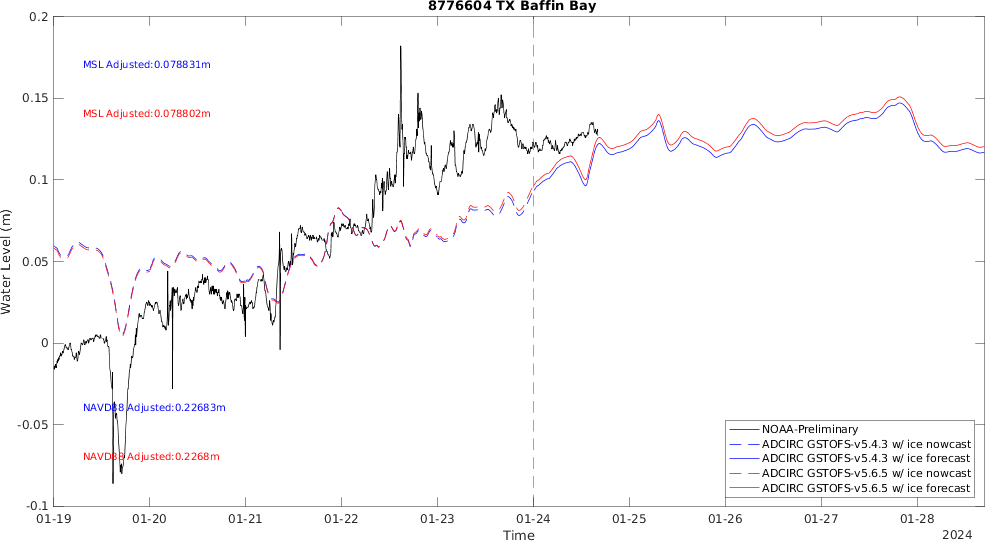 8776604 TX Baffin Bay
0.2
0.15
0.1
0.05
0
-0.05
-0.1
Water Level (m)
MSL Adjusted:0.078831m
MSL Adjusted:0.078802m
NAVD88 Adjusted:0.22683m
NAVD88 Adjusted:0.2268m
NOAA-Preliminary
ADCIRC GSTOFS-v5.4.3 w/ ice nowcast
ADCIRC GSTOFS-v5.4.3 w/ ice forecast
ADCIRC GSTOFS-v5.6.5 w/ ice nowcast
ADCIRC GSTOFS-v5.6.5 w/ ice forecast
01-19 01-20 01-21 01-22 01-23 01-24 01-25 01-26 01-27 01-28
Time
2024